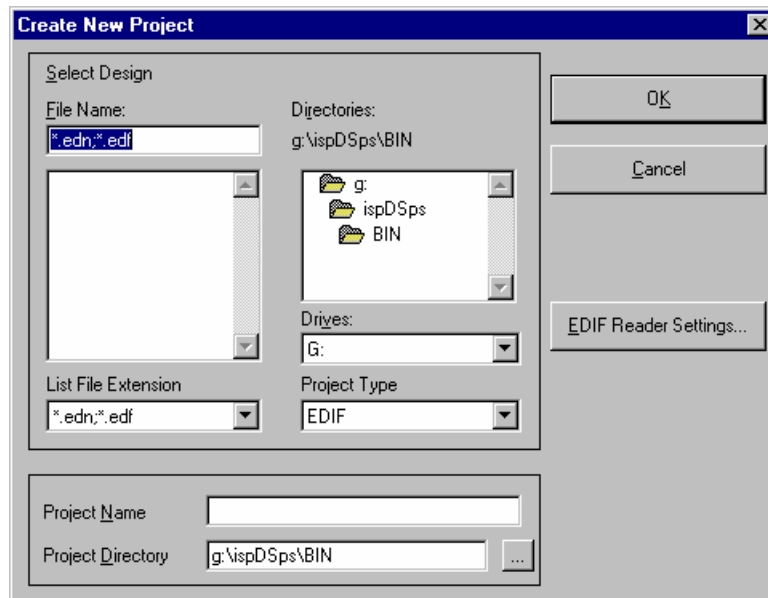 Create New Project
Select Design
File Name:
*.edn;*.edf
Directories:
g:\ispDSps\BIN
g:
ispDSps
BIN
Drives:
G:
List File Extension
*.edn;*.edf
Project Type
EDIF
OK
Cancel
EDIF Reader Settings...
Project Name
Project Directory
g:\ispDSps\BIN
...